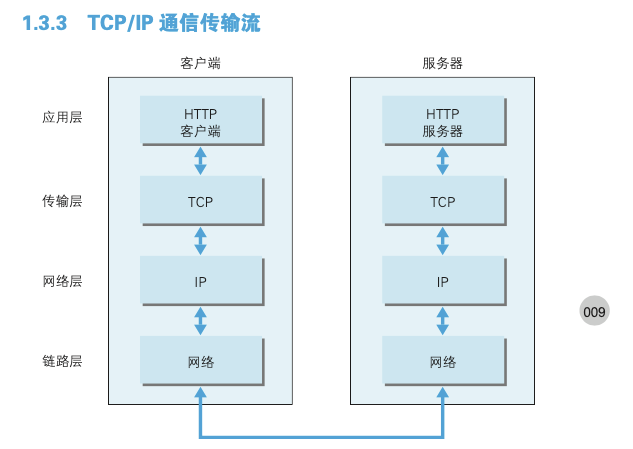 1.3.3 TCP/IP 通信传输流
客户端 服务器
应用层 HTTP HTTP
客户端 服务器
传输层 TCP TCP
网络层 IP IP
009
链路层 网络 网络